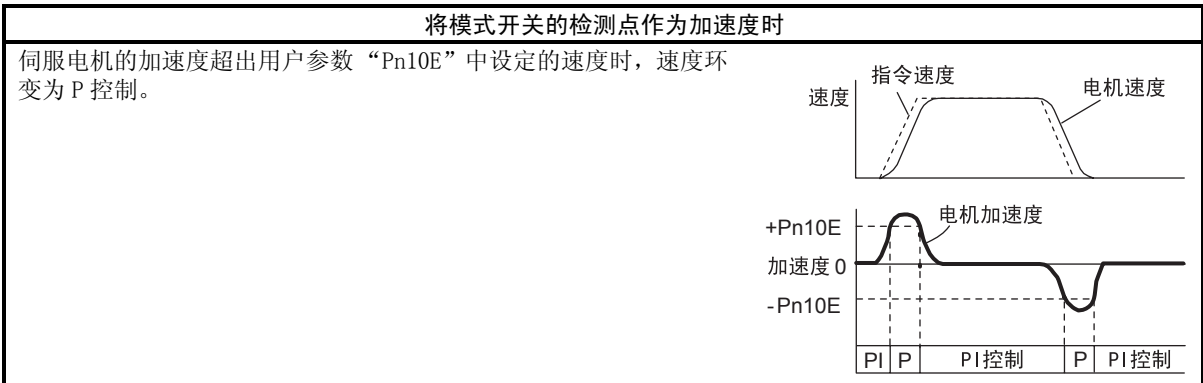 将模式开关的检测点作为加速度时
伺服电机的加速度超出用户参数“Pn10E”中设定的速度时，速度环
变为 P 控制。
速度
指令速度
电机速度
+Pn10E
电机加速度
加速度 0
-Pn10E
PI P PI控制 P PI控制